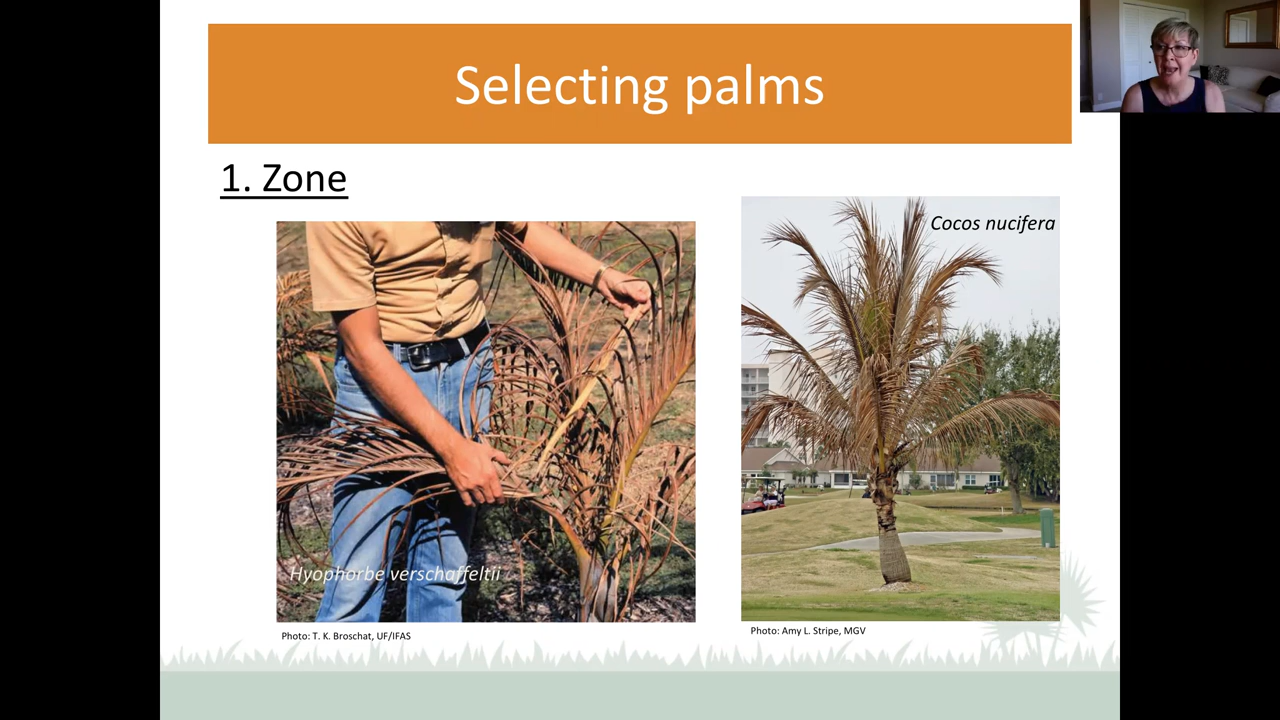 Selecting palms
1. Zone
Cocos nucifera
Hyophorbe verschaffeltii
Photo: T. K. Broschat, UF/IFAS
Photo: Amy L. Stripe, MGV